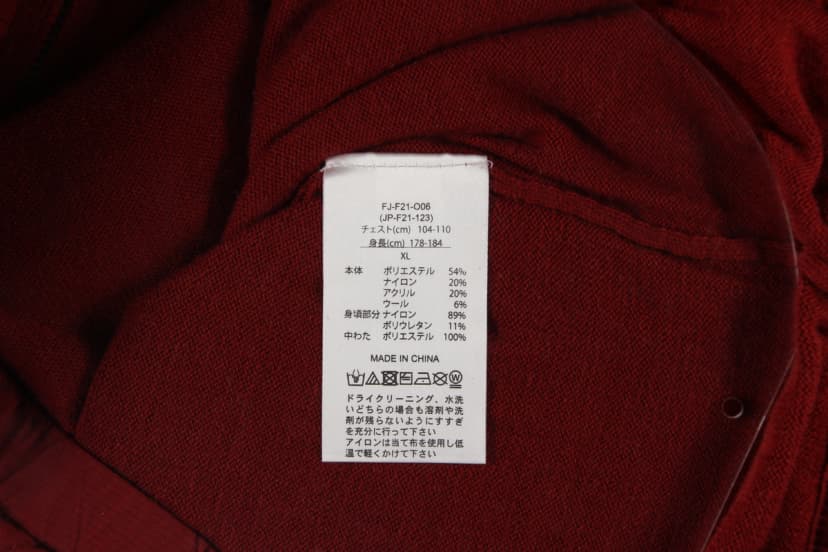 FJ-F21-O06
(JP-F21-123)
チェスト(cm) 104-110
身長(cm) 178-184
XL
本体 ポリエステル 54%
ナイロン 20%
アクリル 20%
ウール 6%
身頃部分 ナイロン 89%
ポリウレタン 11%
中わた ポリエステル 100%
MADE IN CHINA
ドライクリーニング、水洗
いどちらの場合も溶剤や洗
剤が残らないようにすすぎ
を充分に行って下さい
アイロンは当て布を使用し低
温で軽くかけて下さい